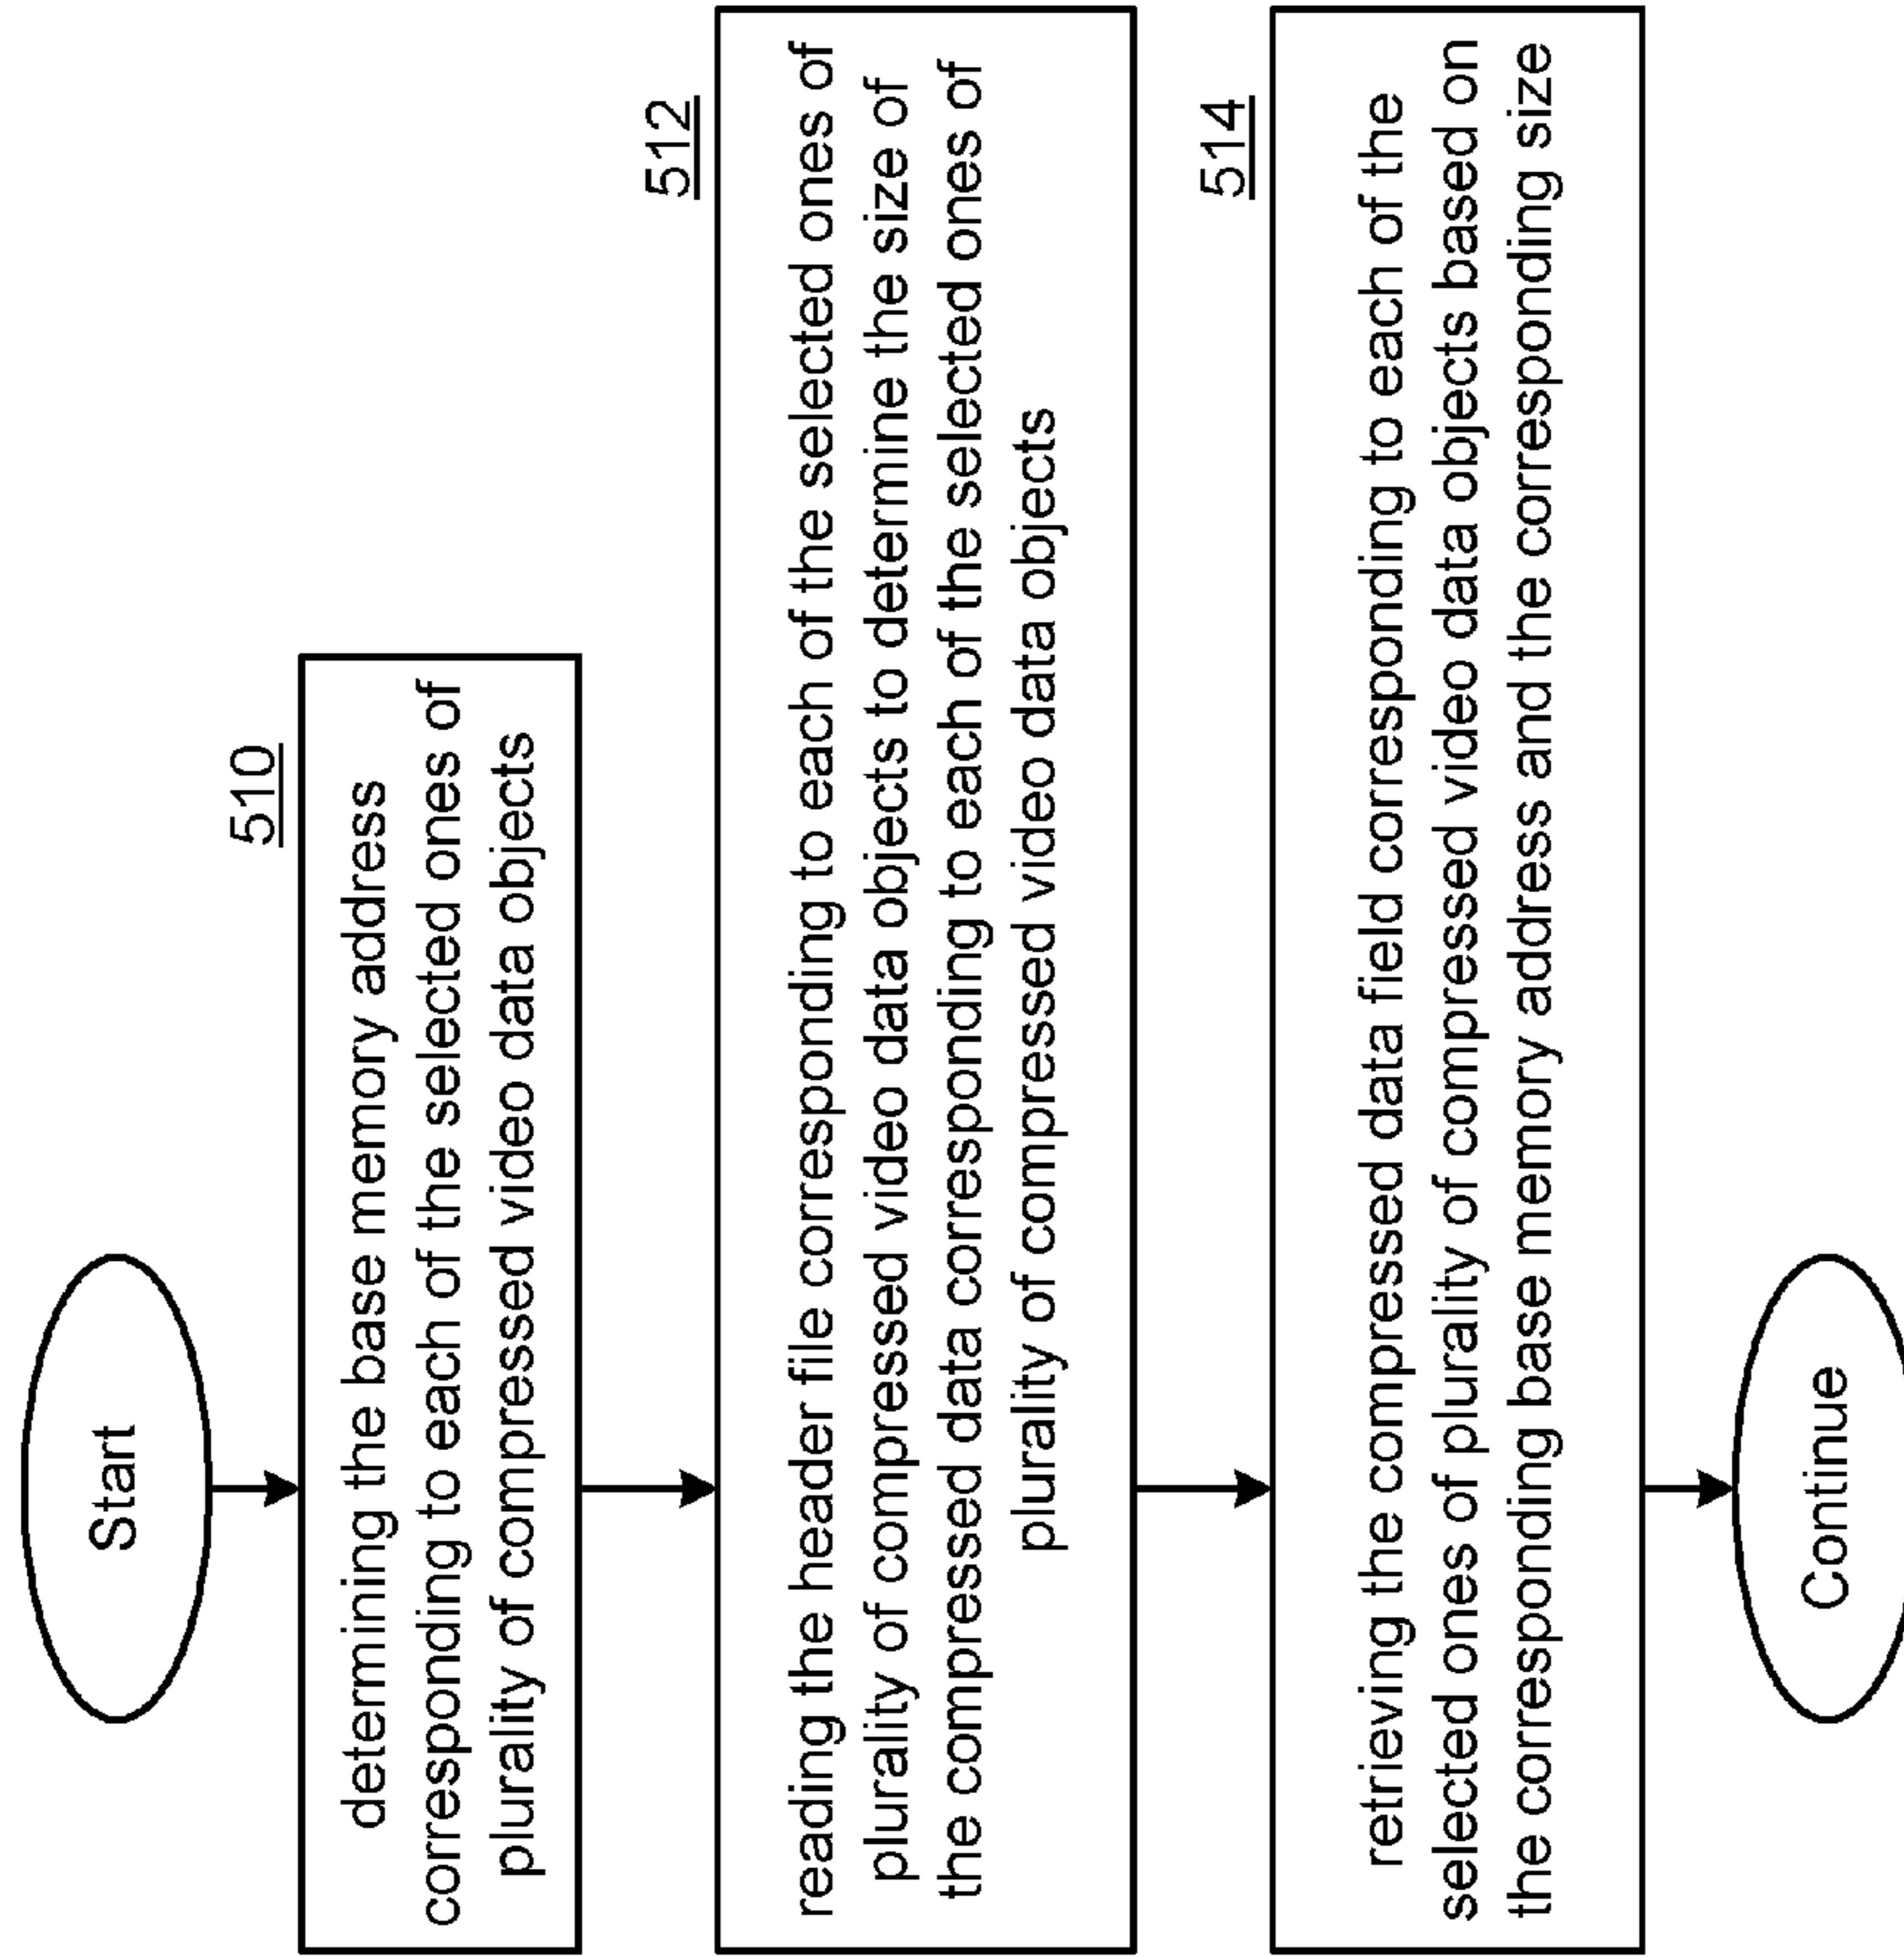 Start
510
determining the base memory address
corresponding to each of the selected ones of
plurality of compressed video data objects
512
reading the header file corresponding to each of the selected ones of
plurality of compressed video data objects to determine the size of
the compressed data corresponding to each of the selected ones of
plurality of compressed video data objects
514
retrieving the compressed data field corresponding to each of the
selected ones of plurality of compressed video data objects based on
the corresponding base memory address and the corresponding size
Continue